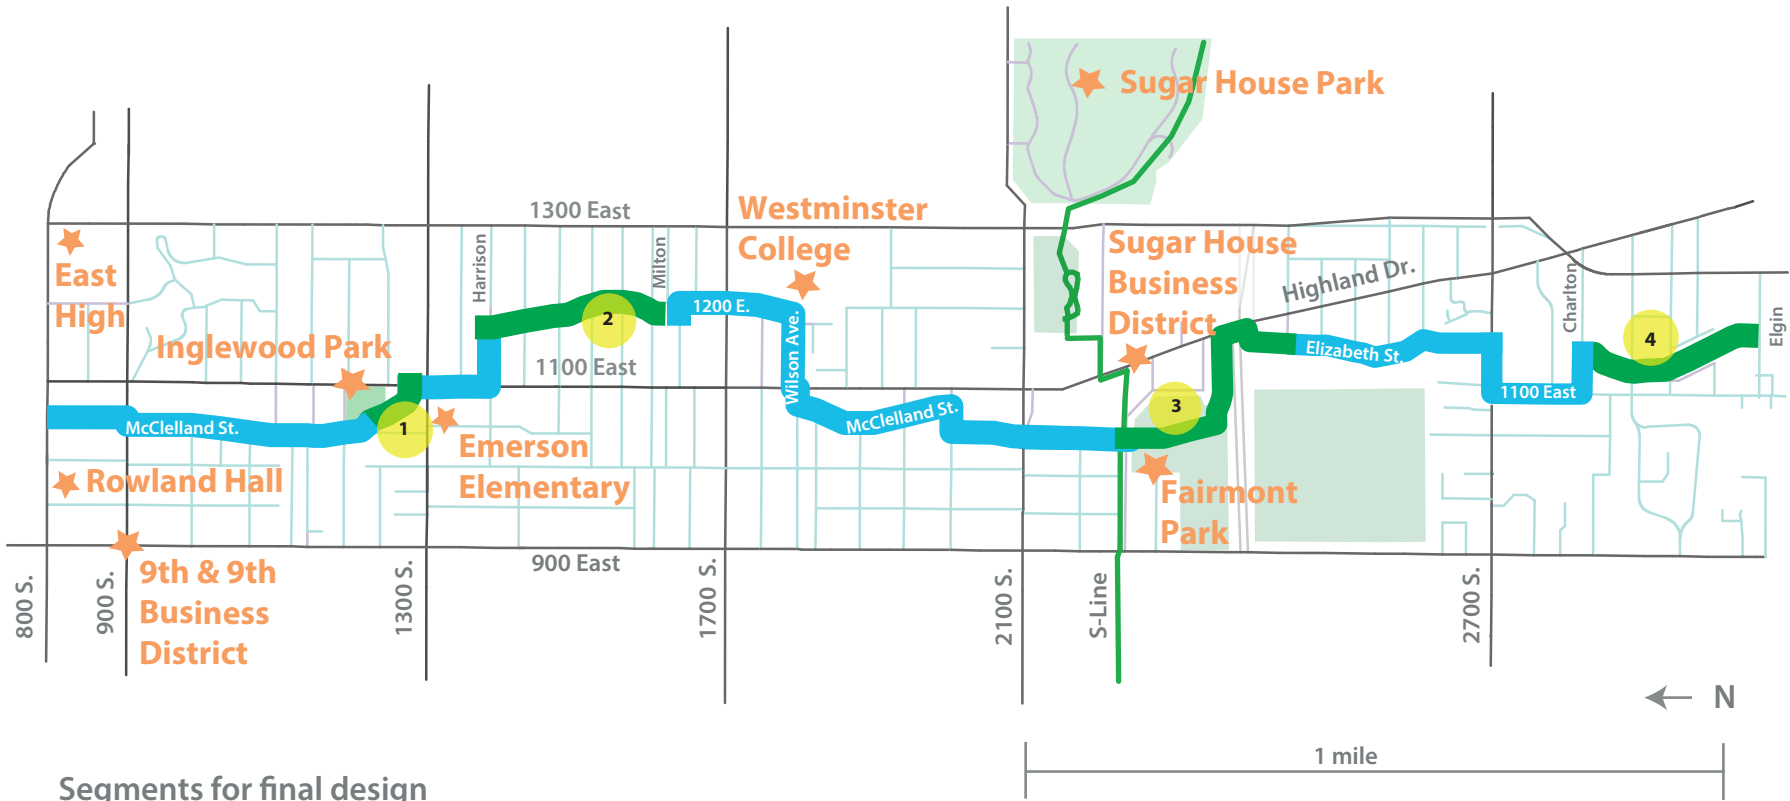 Sugar House Park
1300 East
Westminster
College
Harrison
Milton
Sugar House
Business
District
Highland Dr.
East
High
Charlton
Elgin
2
1200 E.
Inglewood Park
1100 East
Wilson Ave.
Elizabeth St.
4
1100 East
McClelland St.
1
McClelland St.
3
Emerson
Elementary
Rowland Hall
Fairmont
Park
900 East
9th & 9th
Business
District
800 S.
900 S.
1300 S.
1700 S.
2100 S.
S-Line
2700 S.
N
1 mile
Segments for final design